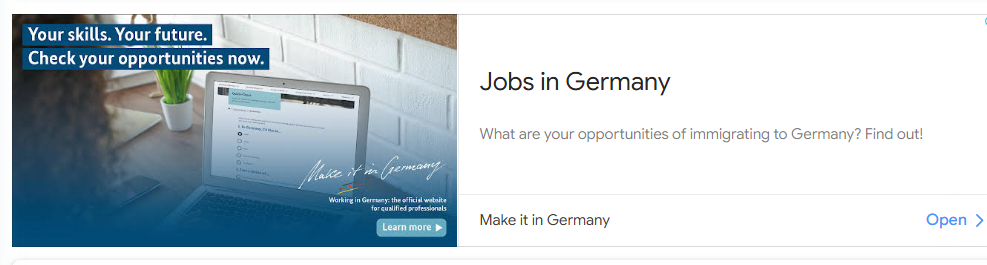 Your skills. Your future.
Check your opportunities now.
Make it in Germany
Working in Germany: the official website
for qualified professionals
Learn more
Jobs in Germany
What are your opportunities of immigrating to Germany? Find out!
Make it in Germany
Open